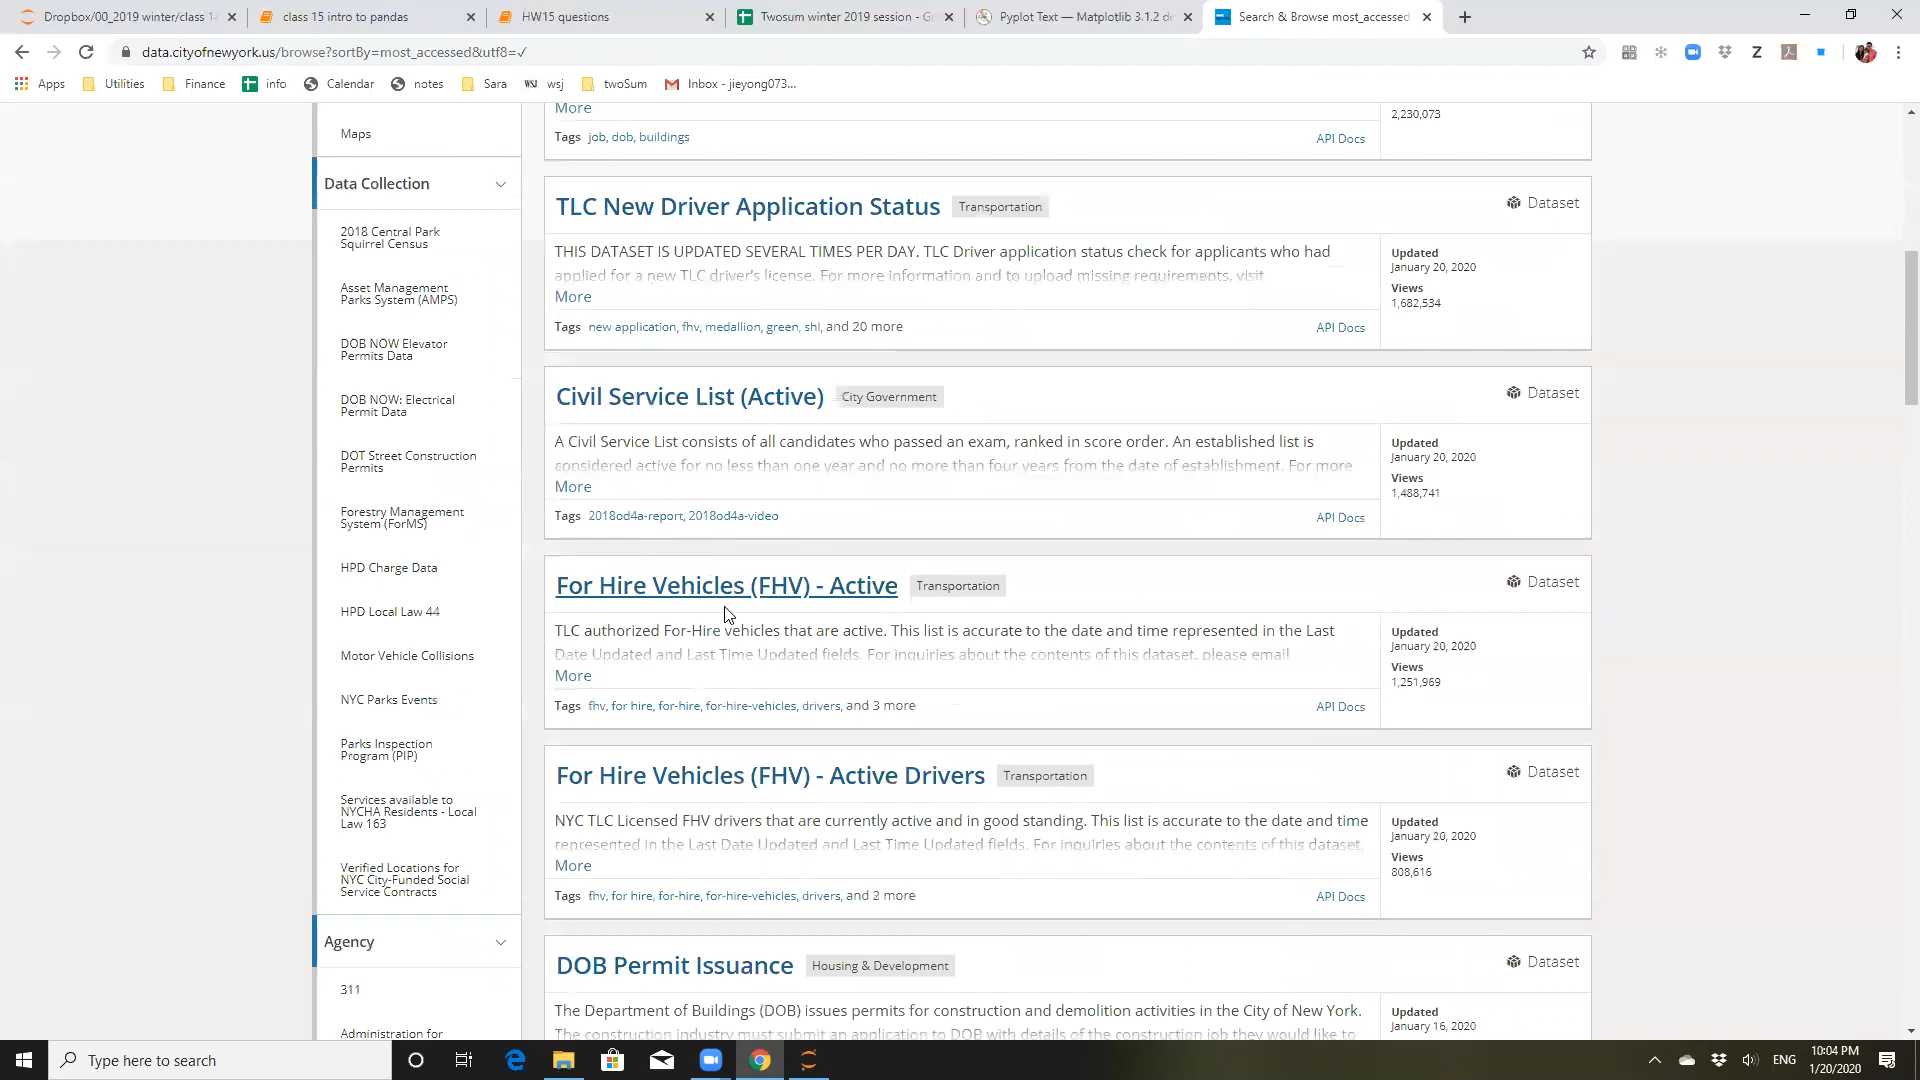 Dropbox/00_2019 winter/class 1
class 15 intro to pandas
HW15 questions
Twosum winter 2019 session - G
Pyplot Text — Matplotlib 3.1.2 d
Search & Browse most_accessed
data.cityofnewyork.us/browse?sortBy=most_accessed&utf8=✓
Apps
Utilities
Finance
info
Calendar
notes
Sara
wsj
twoSum
Inbox - jieyong073...
Maps
Data Collection
2018 Central Park
Squirrel Census
Asset Management
Parks System (AMPS)
DOB NOW Elevator
Permits Data
DOB NOW: Electrical
Permit Data
DOT Street Construction
Permits
Forestry Management
System (ForMS)
HPD Charge Data
HPD Local Law 44
Motor Vehicle Collisions
NYC Parks Events
Parks Inspection
Program (PIP)
Services available to
NYCHA Residents - Local
Law 163
Verified Locations for
NYC City-Funded Social
Service Contracts
Agency
311
Administration for
More
2,230,073
Tags job, dob, buildings
API Docs
TLC New Driver Application Status Transportation
Dataset
THIS DATASET IS UPDATED SEVERAL TIMES PER DAY. TLC Driver application status check for applicants who had
applied for a new TLC driver's license. For more information and to upload missing requirements, visit
More
Updated
January 20, 2020
Views
1,682,534
Tags new application, fhv, medallion, green, shl, and 20 more
API Docs
Civil Service List (Active) City Government
Dataset
A Civil Service List consists of all candidates who passed an exam, ranked in score order. An established list is
considered active for no less than one year and no more than four years from the date of establishment. For more
More
Updated
January 20, 2020
Views
1,488,741
Tags 2018od4a-report, 2018od4a-video
API Docs
For Hire Vehicles (FHV) - Active Transportation
Dataset
TLC authorized For-Hire vehicles that are active. This list is accurate to the date and time represented in the Last
Date Updated and Last Time Updated fields. For inquiries about the contents of this dataset, please email
More
Updated
January 20, 2020
Views
1,251,969
Tags fhv, for hire, for-hire, for-hire-vehicles, drivers, and 3 more
API Docs
For Hire Vehicles (FHV) - Active Drivers Transportation
Dataset
NYC TLC Licensed FHV drivers that are currently active and in good standing. This list is accurate to the date and time
represented in the Last Date Updated and Last Time Updated fields. For inquiries about the contents of this dataset,
More
Updated
January 20, 2020
Views
808,616
Tags fhv, for hire, for-hire, for-hire-vehicles, drivers, and 2 more
API Docs
DOB Permit Issuance Housing & Development
Dataset
The Department of Buildings (DOB) issues permits for construction and demolition activities in the City of New York.
The construction industry must submit an application to DOB with details of the construction job they would like to
Updated
January 16, 2020
Type here to search
ENG
10:04 PM
1/20/2020